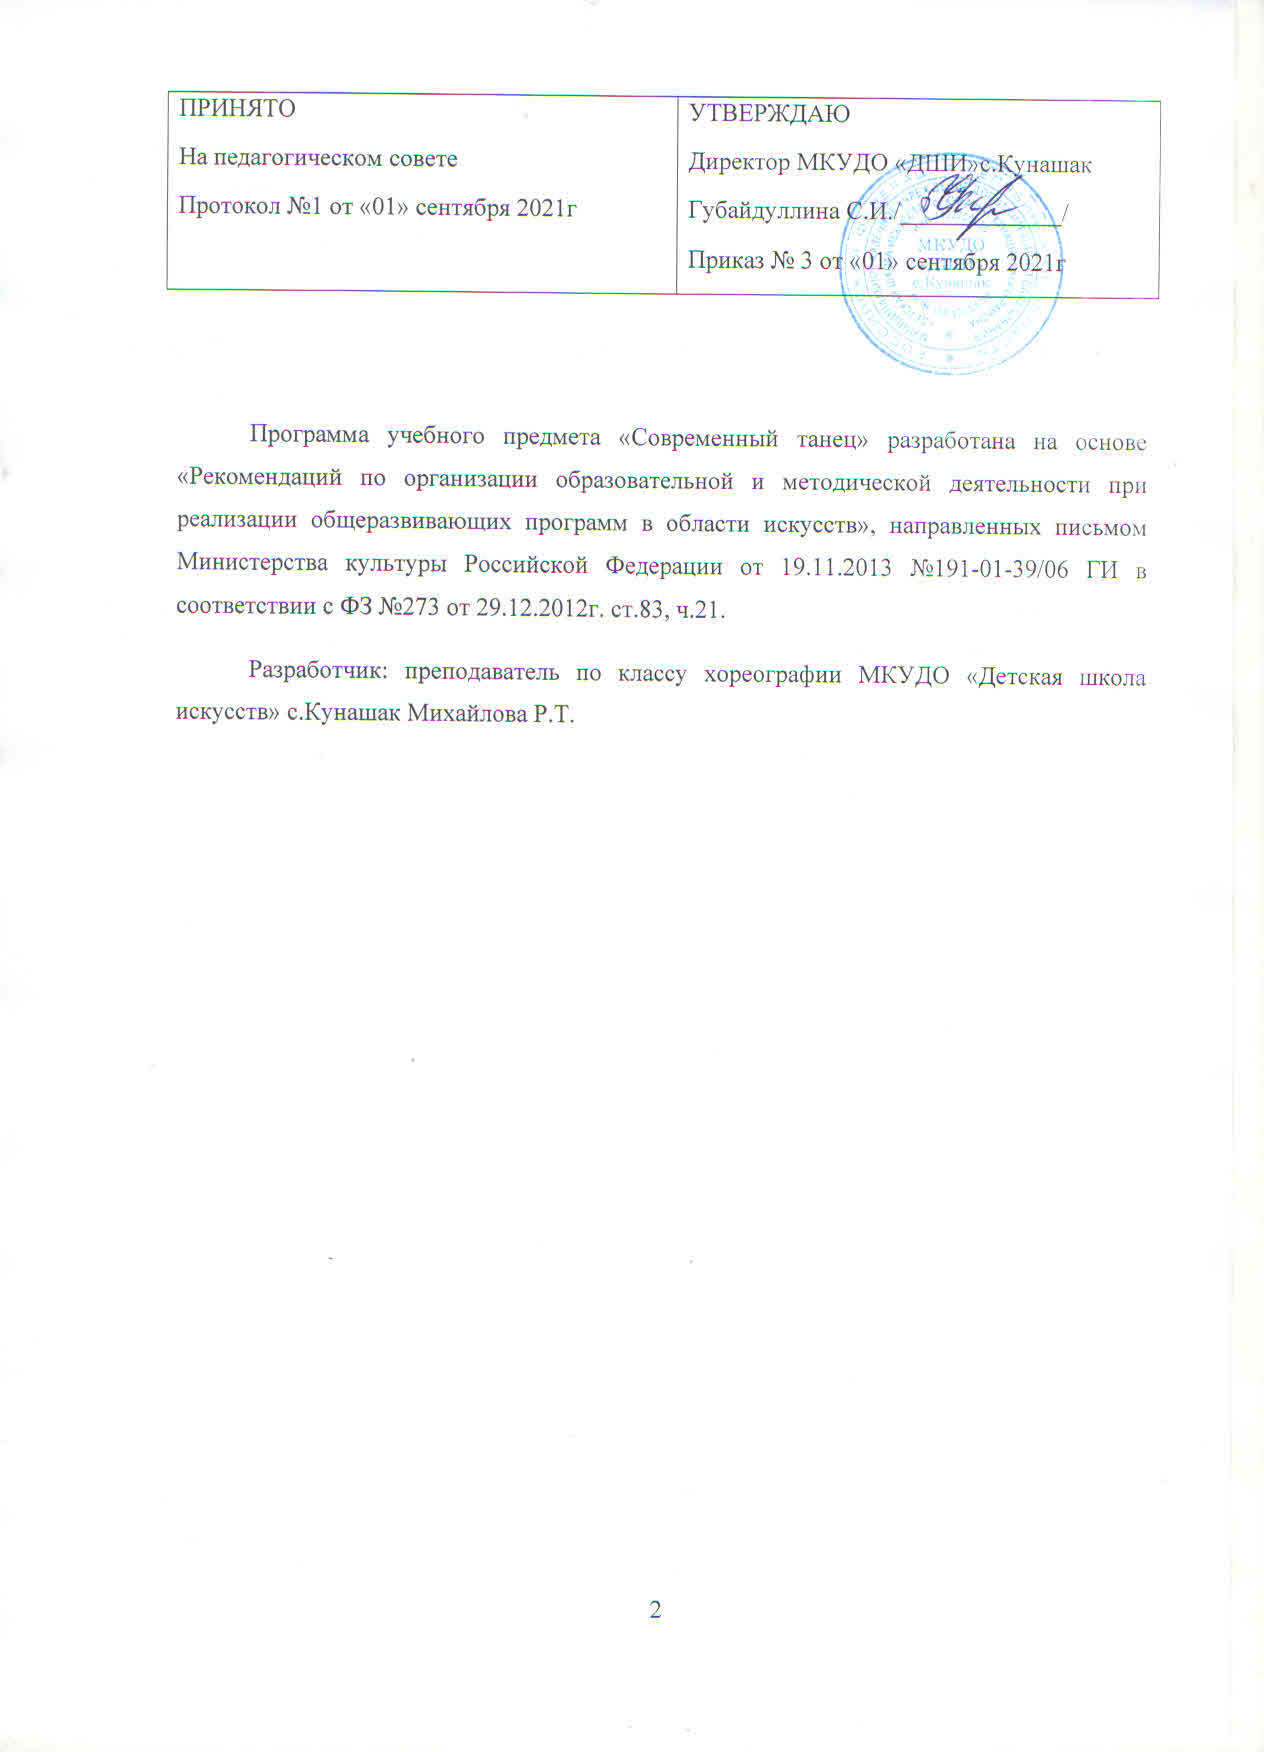 ПРИНЯТО
На педагогическом совете
Протокол №1 от «01» сентября 2021г
УТВЕРЖДАЮ
Директор МКУДО «ДШИ»с.Кунашак
Губайдуллина С.И./____________/
Приказ № 3 от «01» сентября 2021г
МКУДО
с.Кунашак
Программа учебного предмета «Современный танец» разработана на основе
«Рекомендаций по организации образовательной и методической деятельности при
реализации общеразвивающих программ в области искусств», направленных письмом
Министерства культуры Российской Федерации от 19.11.2013 №191-01-39/06 ГИ в
соответствии с ФЗ №273 от 29.12.2012г. ст.83, ч.21.
Разработчик: преподаватель по классу хореографии МКУДО «Детская школа
искусств» с.Кунашак Михайлова Р.Т.
2